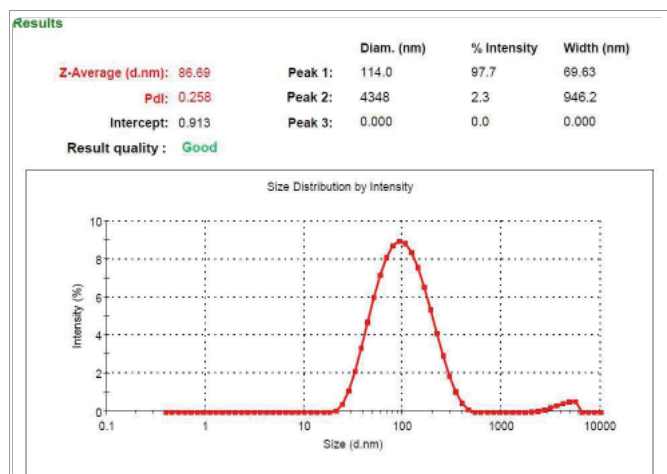 Results
Diam. (nm) % Intensity Width (nm)
Z-Average (d.nm): 86.69 Peak 1: 114.0 97.7 69.63
PdI: 0.258 Peak 2: 4348 2.3 946.2
Intercept: 0.913 Peak 3: 0.000 0.0 0.000
Result quality : Good
Size Distribution by Intensity
10
8
6
4
2
0
Intensity (%)
0.1 1 10 100 1000 10000
Size (d.nm)